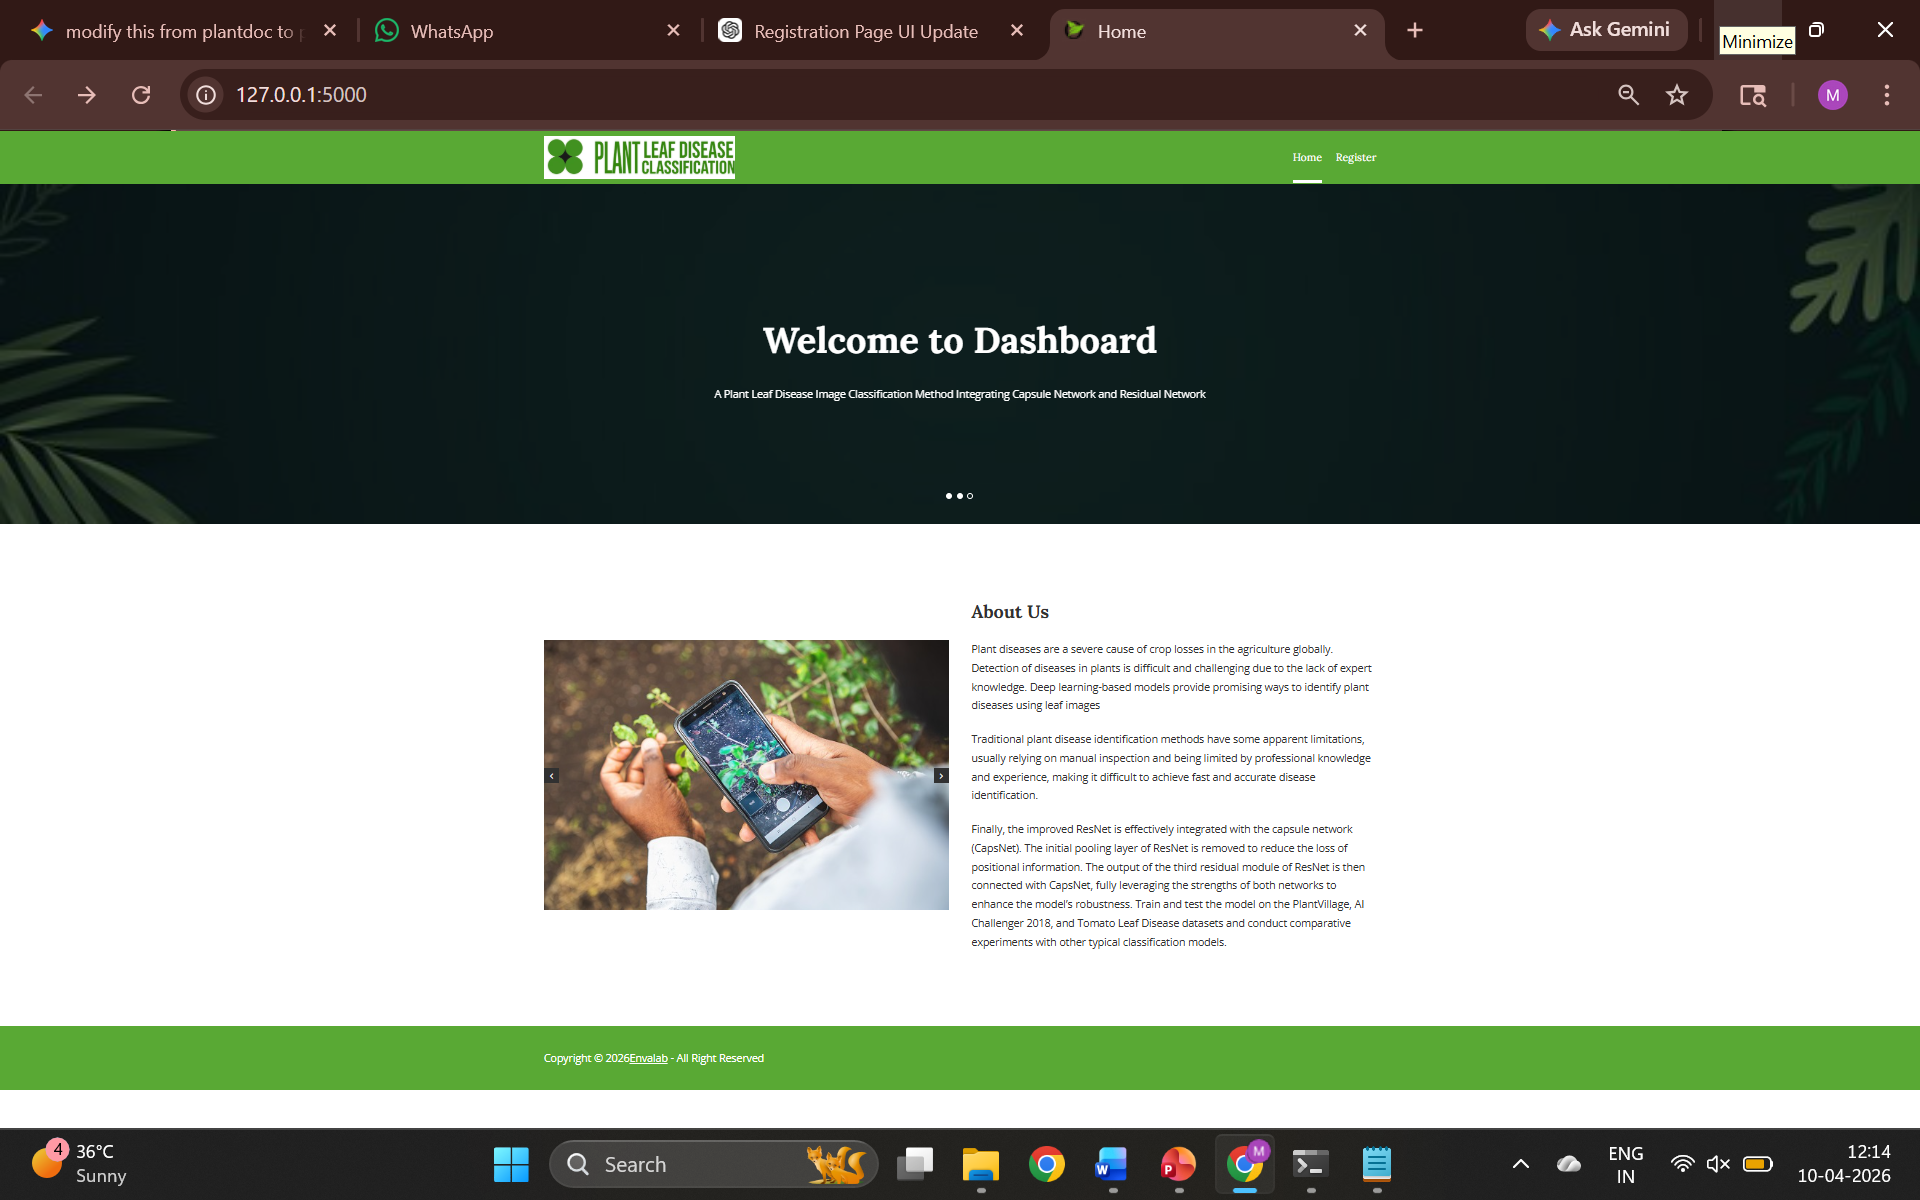 modify this from plantdoc to
WhatsApp
Registration Page UI Update
Home
Ask Gemini
Minimize
127.0.0.1:5000
M
PLANT LEAF DISEASE
CLASSIFICATION
Home
Register
Welcome to Dashboard
A Plant Leaf Disease Image Classification Method Integrating Capsule Network and Residual Network
About Us
Plant diseases are a severe cause of crop losses in the agriculture globally.
Detection of diseases in plants is difficult and challenging due to the lack of expert
knowledge. Deep learning-based models provide promising ways to identify plant
diseases using leaf images
Traditional plant disease identification methods have some apparent limitations,
usually relying on manual inspection and being limited by professional knowledge
and experience, making it difficult to achieve fast and accurate disease
identification.
Finally, the improved ResNet is effectively integrated with the capsule network
(CapsNet). The initial pooling layer of ResNet is removed to reduce the loss of
positional information. The output of the third residual module of ResNet is then
connected with CapsNet, fully leveraging the strengths of both networks to
enhance the model's robustness. Train and test the model on the PlantVillage, AI
Challenger 2018, and Tomato Leaf Disease datasets and conduct comparative
experiments with other typical classification models.
Copyright © 2026Envalab - All Right Reserved
4
36°C
Sunny
Search
W
P
M
ENG
IN
12:14
10-04-2026